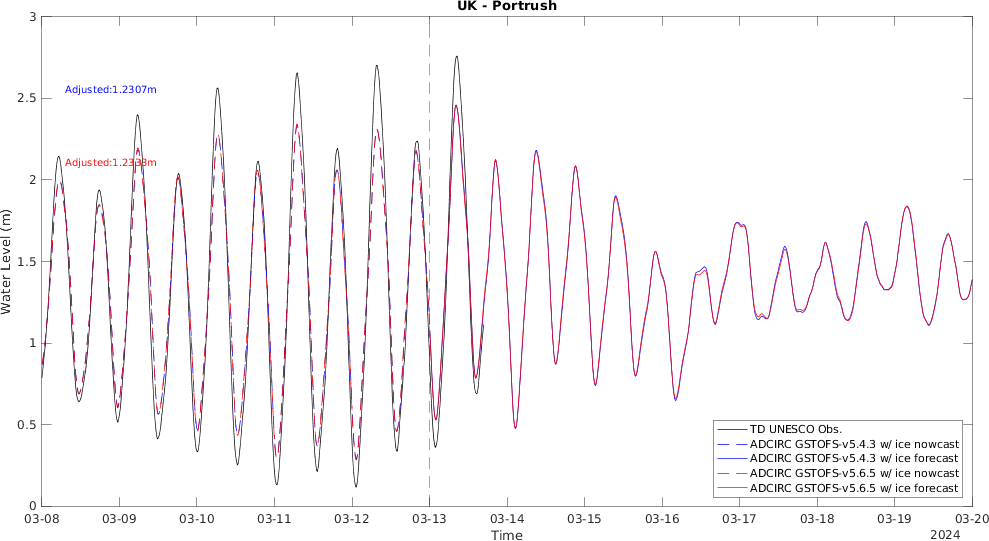 UK - Portrush
3
2.5
2
1.5
1
0.5
0
Water Level (m)
Adjusted:1.2307m
Adjusted:1.2333m
TD UNESCO Obs.
ADCIRC GSTOFS-v5.4.3 w/ ice nowcast
ADCIRC GSTOFS-v5.4.3 w/ ice forecast
ADCIRC GSTOFS-v5.6.5 w/ ice nowcast
ADCIRC GSTOFS-v5.6.5 w/ ice forecast
03-08 03-09 03-10 03-11 03-12 03-13 03-14 03-15 03-16 03-17 03-18 03-19 03-20
Time
2024